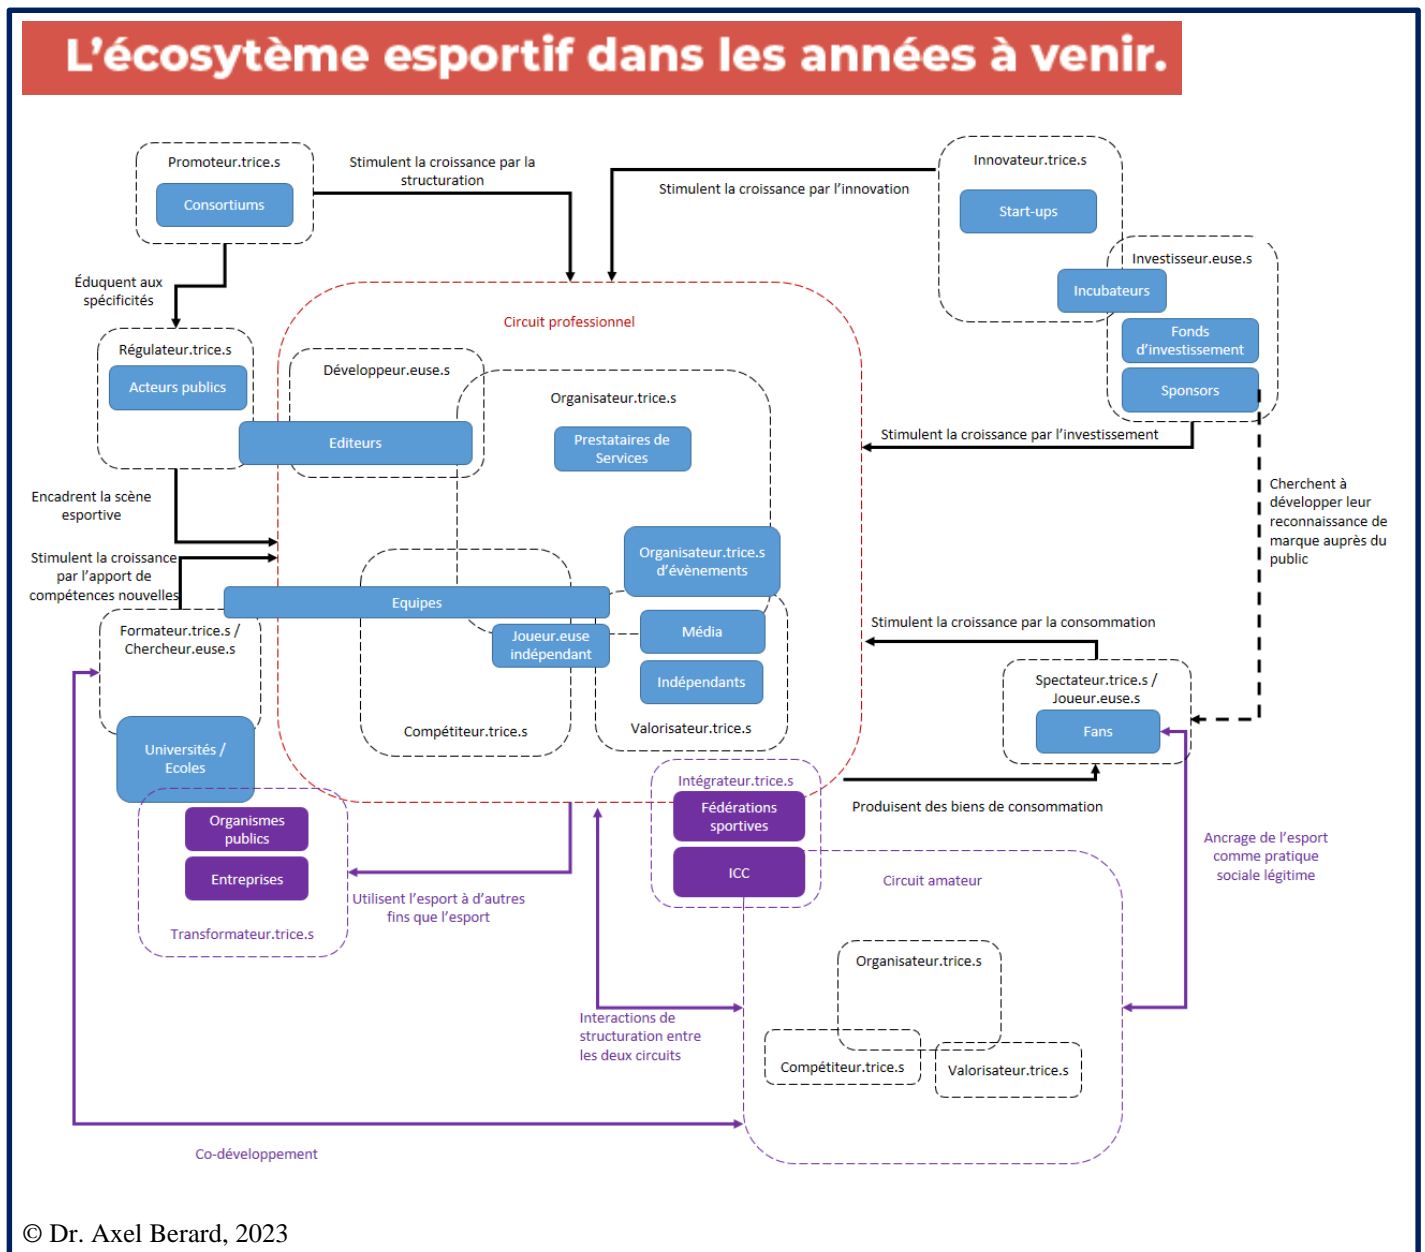 L'écosytème esportif dans les années à venir.
Promoteur.trice.s
Consortiums
Stimulent la croissance par la
structuration
Stimulent la croissance par l'innovation
Innovateur.trice.s
Start-ups
Investisseur.euse.s
Incubateurs
Fonds
d'investissement
Sponsors
Éduquent aux
spécificités
Circuit professionnel
Régulateur.trice.s
Acteurs publics
Développeur.euse.s
Editeurs
Organisateur.trice.s
Prestataires de
Services
Stimulent la croissance par l'investissement
Cherchent à
développer leur
reconnaissance de
marque auprès du
public
Encadrent la scène
esportive
Stimulent la croissance
par l'apport de
compétences nouvelles
Organisateur.trice.s
d'évènements
Equipes
Joueur.euse
indépendant
Média
Indépendants
Compétiteur.trice.s
Valorisateur.trice.s
Formateur.trice.s /
Chercheur.euse.s
Universités /
Ecoles
Stimulent la croissance par la consommation
Spectateur.trice.s /
Joueur.euse.s
Fans
Intégrateur.trice.s
Fédérations
sportives
ICC
Produisent des biens de consommation
Organismes
publics
Entreprises
Transformateur.trice.s
Utilisent l'esport à d'autres
fins que l'esport
Ancrage de l'esport
comme pratique
sociale légitime
Circuit amateur
Organisateur.trice.s
Compétiteur.trice.s
Valorisateur.trice.s
Interactions de
structuration entre
les deux circuits
Co-développement
© Dr. Axel Berard, 2023